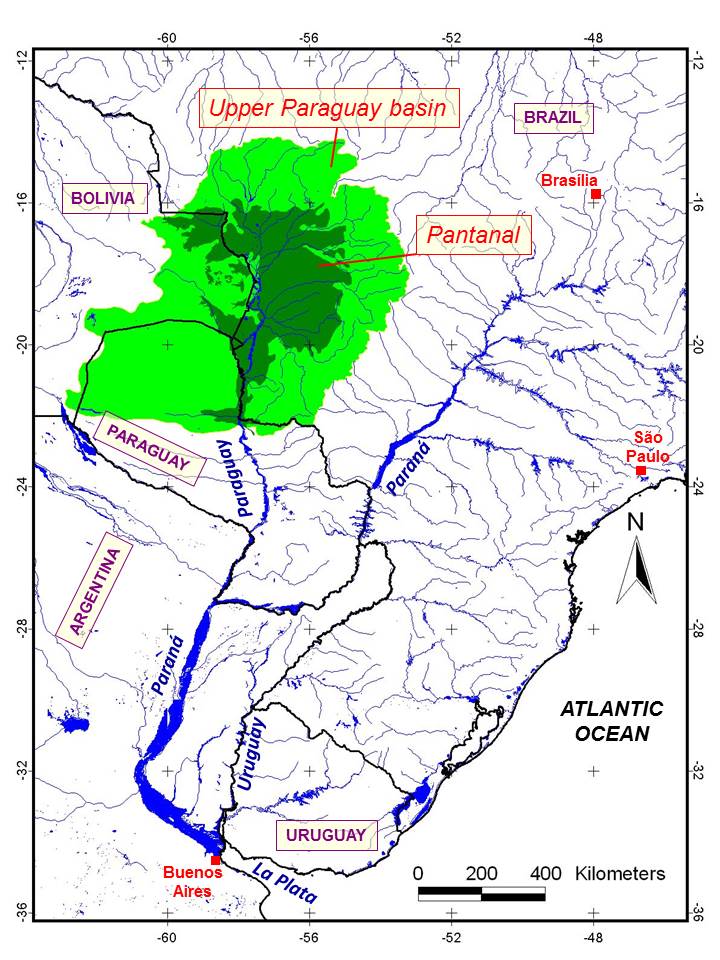 -60
-56
-52
-48
-12
-12
Upper Paraguay basin
BRAZIL
Brasília
BOLIVIA
-16
-16
Pantanal
-20
-20
São
Paulo
PARAGUAY
Paraguay
Paraná
-24
-24
N
ARGENTINA
-28
-28
Paraná
Uruguay
ATLANTIC
OCEAN
-32
-32
URUGUAY
Buenos
Aires
La Plata
0 200 400 Kilometers
-36
-36
-60
-56
-52
-48